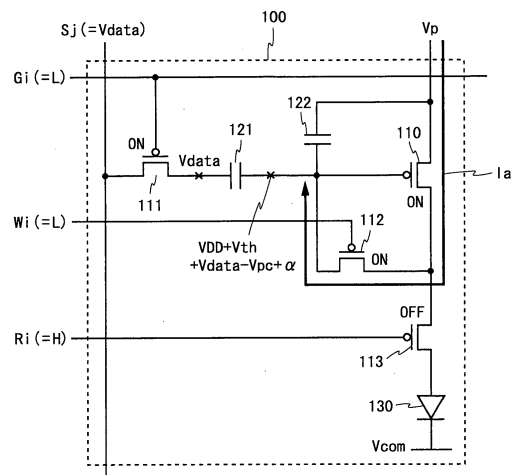 Sj(=Vdata)
100
Vp
Gi(=L)
122
ON
121
110
Vdata
111
ON
Ia
Wi(=L)
112
VDD+Vth
+Vdata-Vpc+α
ON
OFF
Ri(=H)
113
130
Vcom